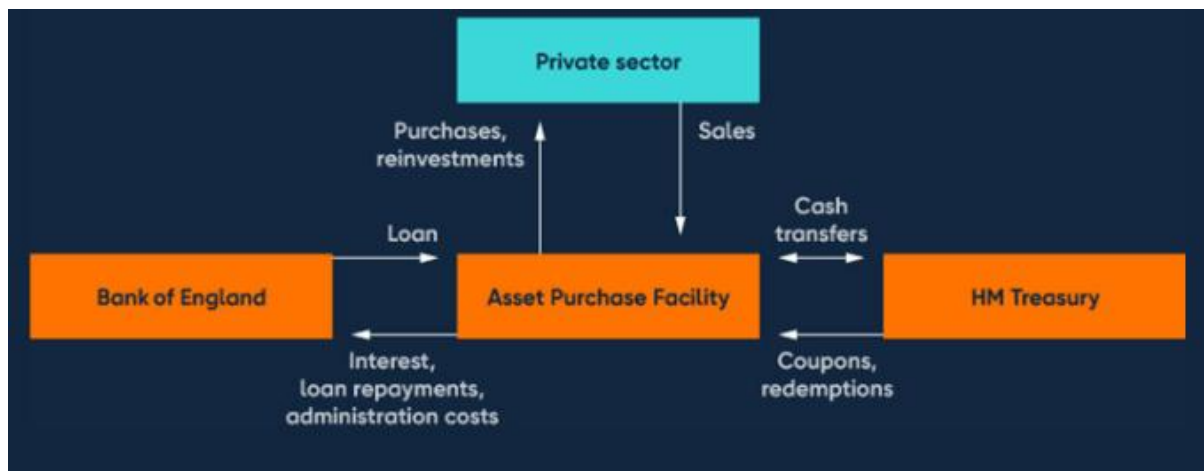 Private sector
Purchases,
reinvestments
Sales
Loan
Cash
transfers
Bank of England
Asset Purchase Facility
HM Treasury
Interest,
loan repayments,
administration costs
Coupons,
redemptions